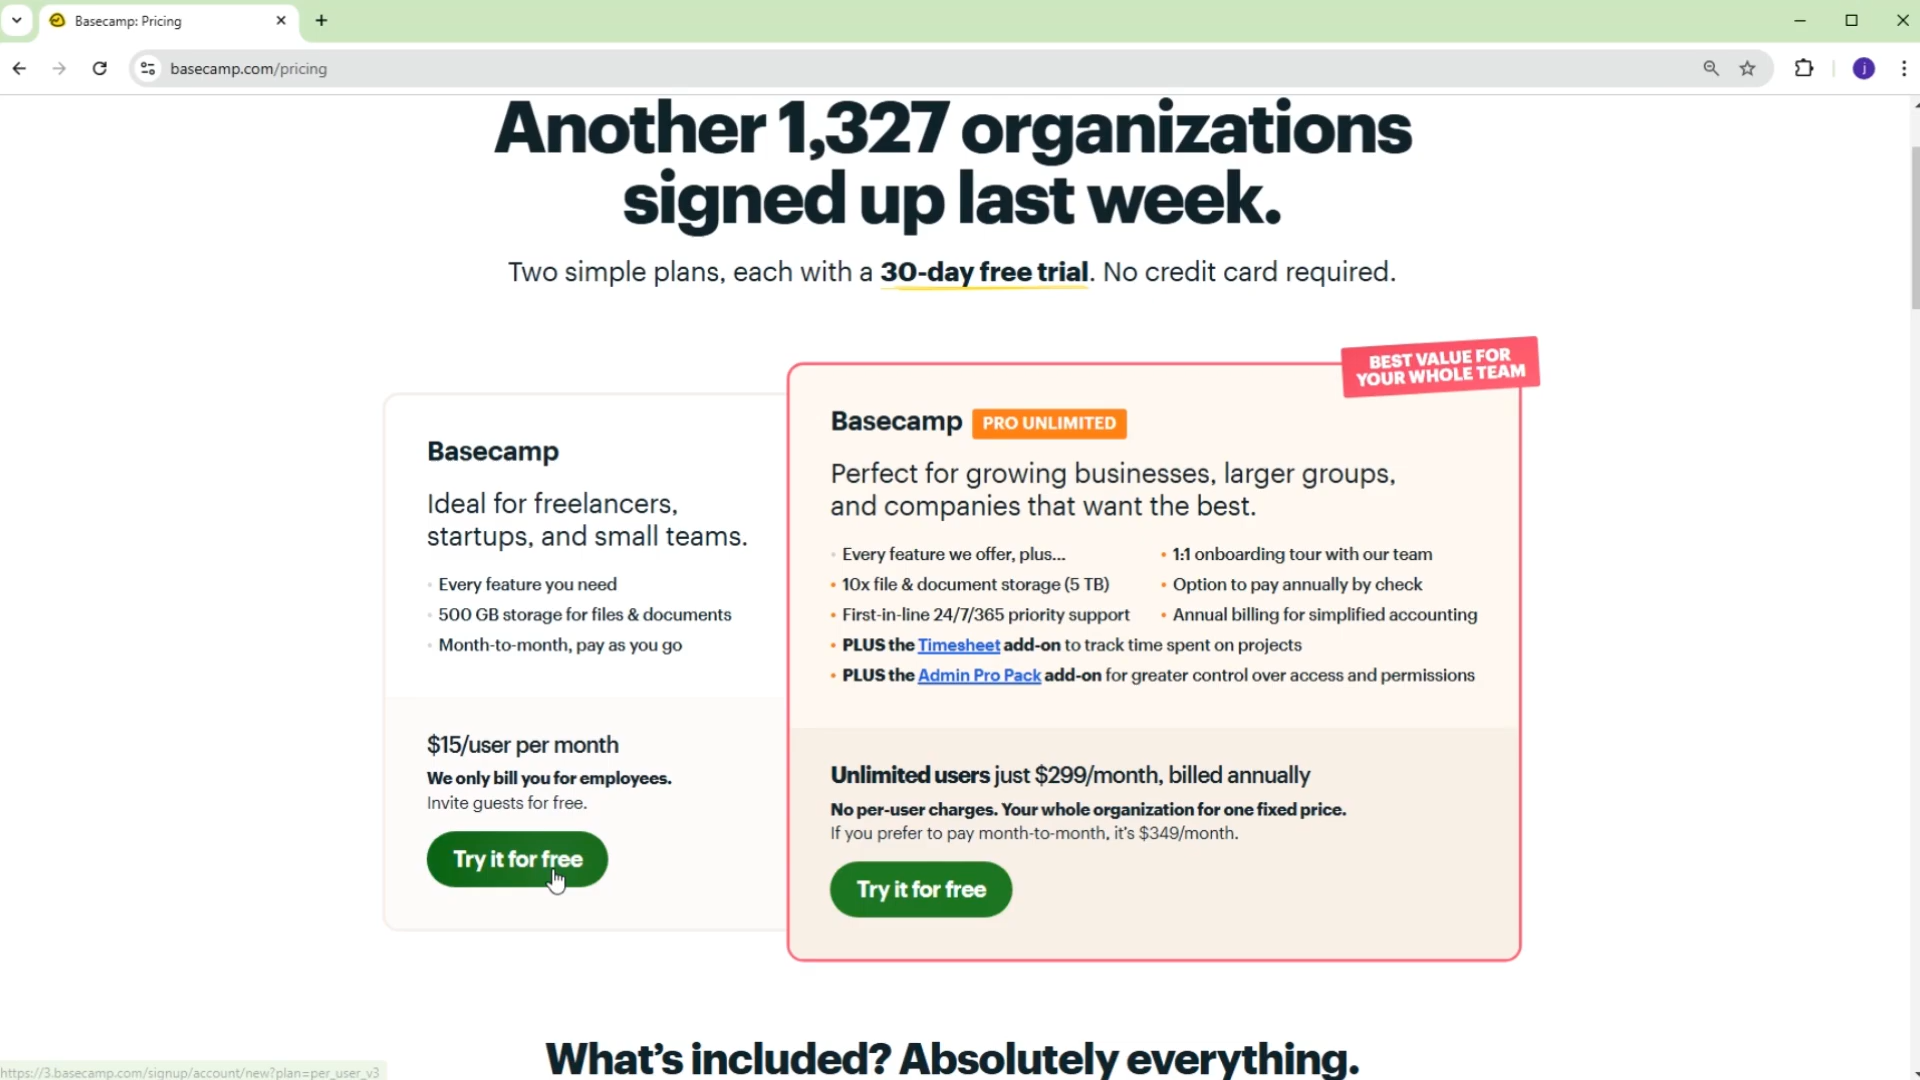 Basecamp: Pricing
basecamp.com/pricing
j
Another 1,327 organizations
signed up last week.
Two simple plans, each with a 30-day free trial. No credit card required.
BEST VALUE FOR
YOUR WHOLE TEAM
Basecamp
Ideal for freelancers,
startups, and small teams.
• Every feature you need
• 500 GB storage for files & documents
• Month-to-month, pay as you go
$15/user per month
We only bill you for employees.
Invite guests for free.
Try it for free
Basecamp PRO UNLIMITED
Perfect for growing businesses, larger groups,
and companies that want the best.
• Every feature we offer, plus...
• 10x file & document storage (5 TB)
• First-in-line 24/7/365 priority support
• 1:1 onboarding tour with our team
• Option to pay annually by check
• Annual billing for simplified accounting
• PLUS the Timesheet add-on to track time spent on projects
• PLUS the Admin Pro Pack add-on for greater control over access and permissions
Unlimited users just $299/month, billed annually
No per-user charges. Your whole organization for one fixed price.
If you prefer to pay month-to-month, it's $349/month.
Try it for free
What's included? Absolutely everything.
https://3.basecamp.com/signup/account/new?plan=per_user_v3